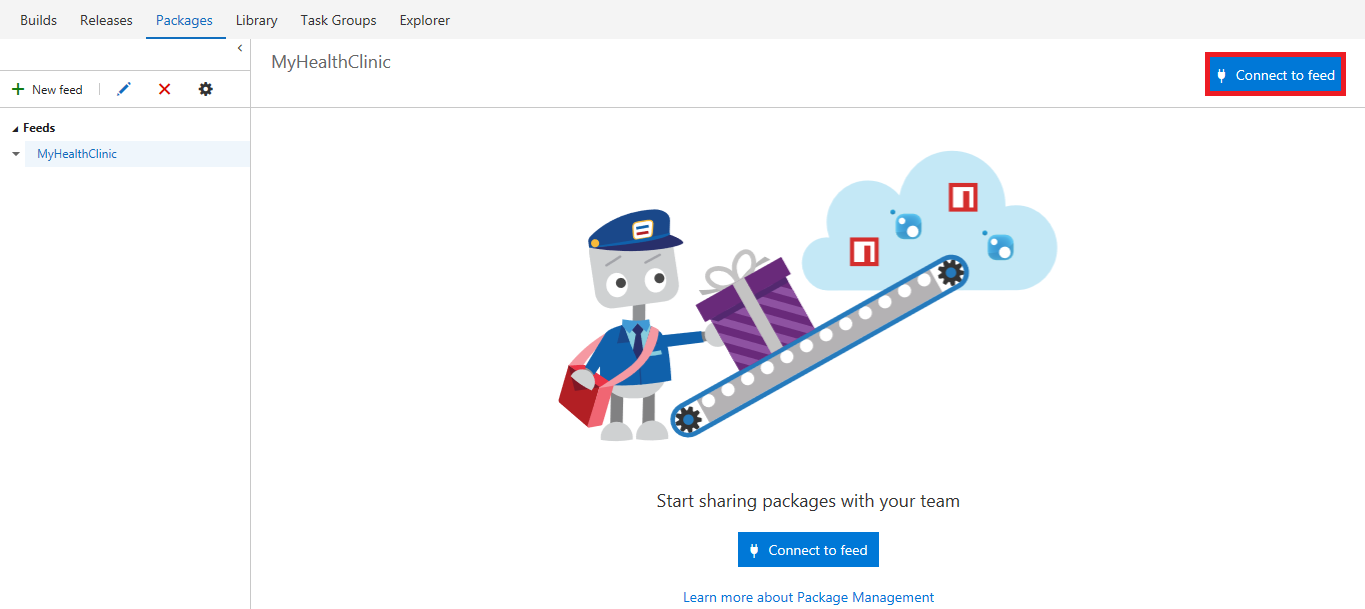 Builds Releases Packages Library Task Groups Explorer
MyHealthClinic
Connect to feed
New feed
Feeds
MyHealthClinic
Start sharing packages with your team
Connect to feed
Learn more about Package Management